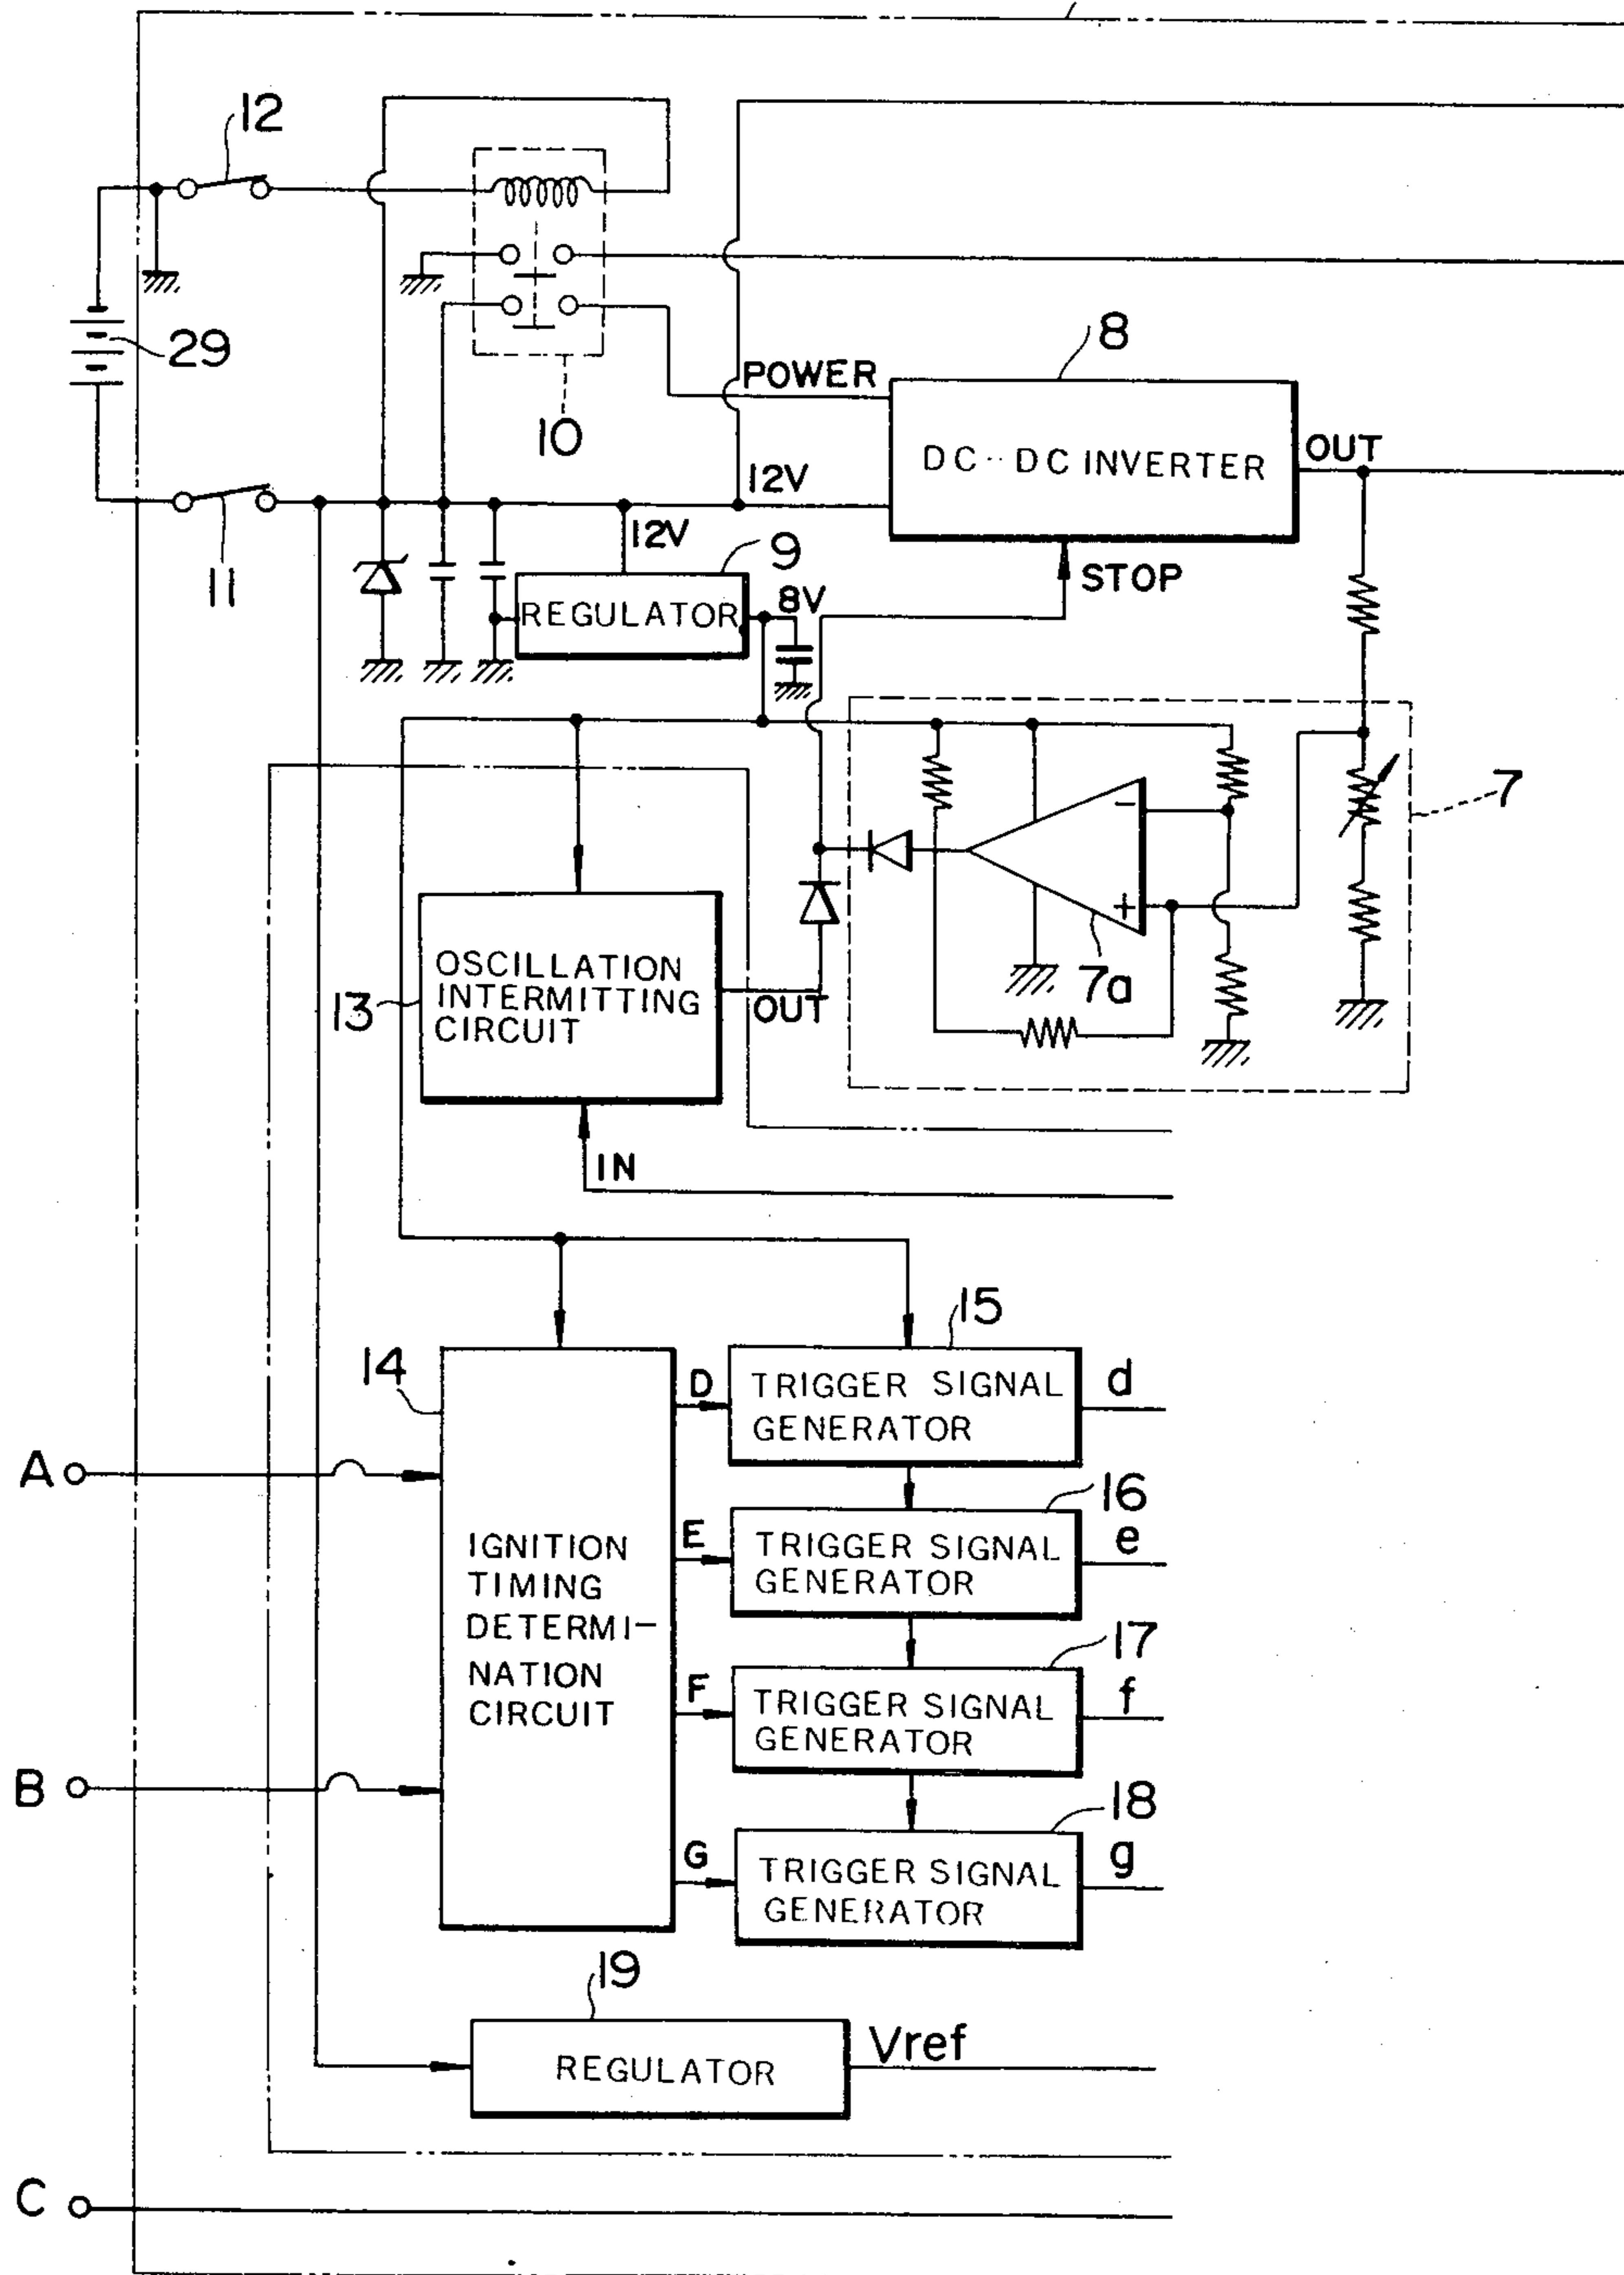 12
29
10
POWER
8
DC-DC INVERTER
OUT
12V
11
12V
9
REGULATOR
8V
STOP
7
-
+
7a
13
OSCILLATION
INTERMITTING
CIRCUIT
OUT
IN
15
14
D
TRIGGER SIGNAL
GENERATOR
d
A
16
E
TRIGGER SIGNAL
GENERATOR
e
IGNITION
TIMING
DETERMI-
NATION
CIRCUIT
17
F
TRIGGER SIGNAL
GENERATOR
f
B
18
G
TRIGGER SIGNAL
GENERATOR
g
19
REGULATOR
Vref
C